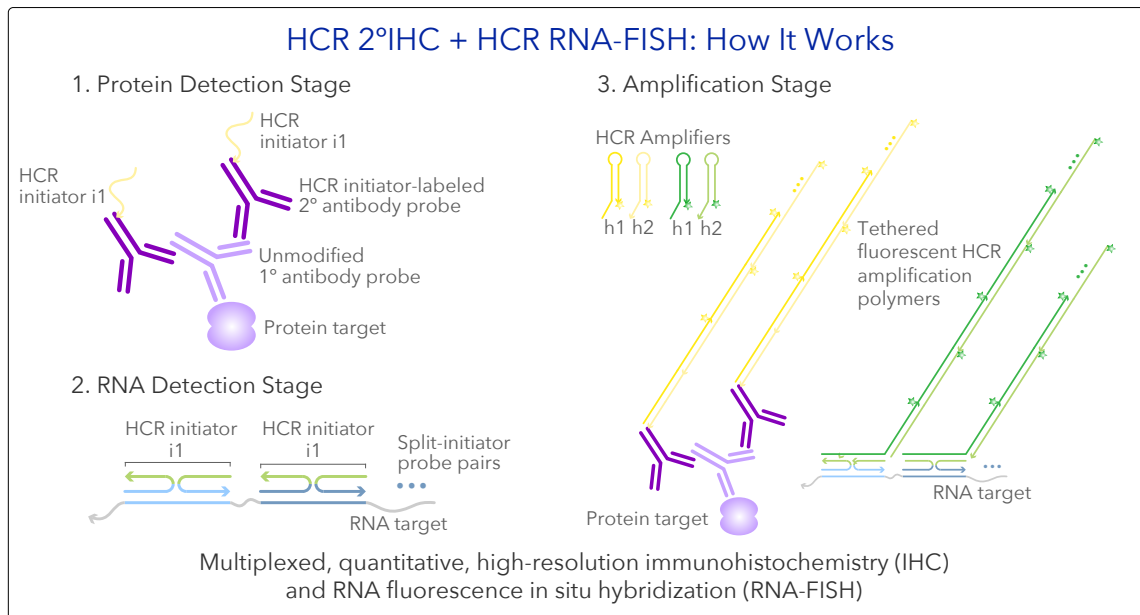 HCR 2°IHC + HCR RNA-FISH: How It Works
1. Protein Detection Stage
HCR
initiator i1
HCR
initiator i1
HCR initiator-labeled
2° antibody probe
Unmodified
1° antibody probe
Protein target
2. RNA Detection Stage
HCR initiator
i1
HCR initiator
i1
Split-initiator
probe pairs
RNA target
3. Amplification Stage
HCR Amplifiers
h1 h2 h1 h2
Tethered
fluorescent HCR
amplification
polymers
RNA target
Protein target
Multiplexed, quantitative, high-resolution immunohistochemistry (IHC)
and RNA fluorescence in situ hybridization (RNA-FISH)